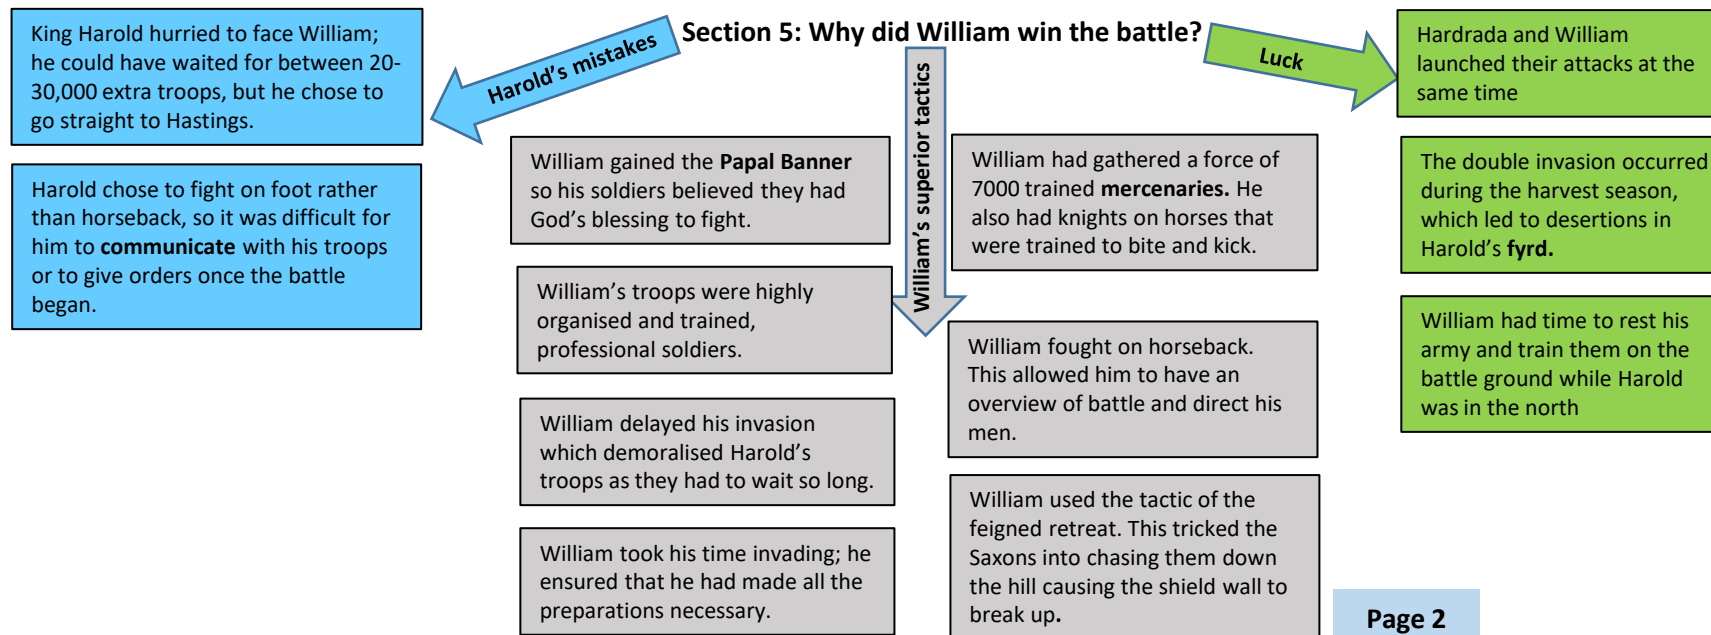 Section 5: Why did William win the battle?
Harold's mistakes
King Harold hurried to face William;
he could have waited for between 20-
30,000 extra troops, but he chose to
go straight to Hastings.
Harold chose to fight on foot rather
than horseback, so it was difficult for
him to communicate with his troops
or to give orders once the battle
began.
William's superior tactics
William gained the Papal Banner
so his soldiers believed they had
God's blessing to fight.
William's troops were highly
organised and trained,
professional soldiers.
William delayed his invasion
which demoralised Harold's
troops as they had to wait so long.
William took his time invading; he
ensured that he had made all the
preparations necessary.
William had gathered a force of
7000 trained mercenaries. He
also had knights on horses that
were trained to bite and kick.
William fought on horseback.
This allowed him to have an
overview of battle and direct his
men.
William used the tactic of the
feigned retreat. This tricked the
Saxons into chasing them down
the hill causing the shield wall to
break up.
Luck
Hardrada and William
launched their attacks at the
same time
The double invasion occurred
during the harvest season,
which led to desertions in
Harold's fyrd.
William had time to rest his
army and train them on the
battle ground while Harold
was in the north
Page 2